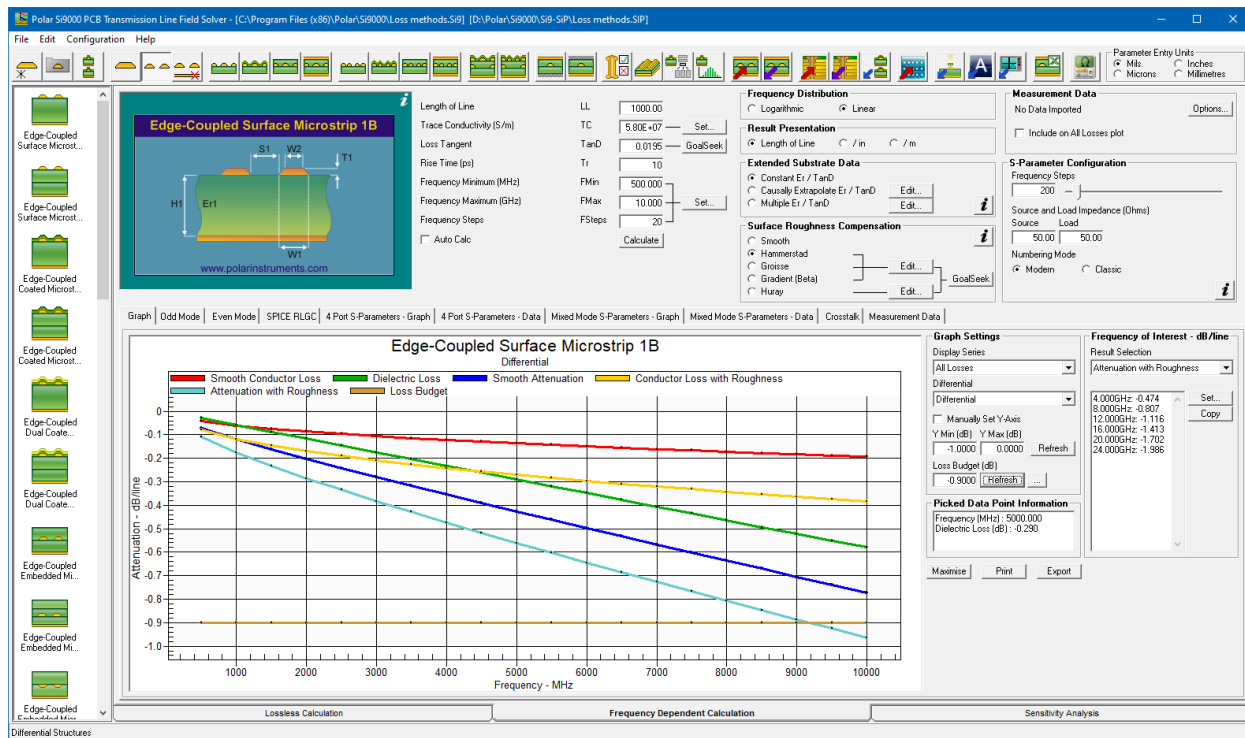 Polar Si9000 PCB Transmission Line Field Solver - [C:\Program Files (x86)\Polar\Si9000\Loss methods.Si9] [D:\Polar\Si9000\Si9-SiP\Loss methods.SIP]
File Edit Configuration Help
Parameter Entry Units
Mils Inches
Microns Millimetres
Edge-Coupled
Surface Microst...
Edge-Coupled
Surface Microst...
Edge-Coupled
Coated Microst...
Edge-Coupled
Coated Microst...
Edge-Coupled
Dual Coate...
Edge-Coupled
Dual Coate...
Edge-Coupled
Embedded Mi...
Edge-Coupled
Embedded Mi...
Edge-Coupled
Embedded Micr...
Edge-Coupled Surface Microstrip 1B
S1 W2 T1
H1 Er1
W1
www.polarinstruments.com
Length of Line LL 1000.00
Trace Conductivity (S/m) TC 5.80E+07 Set...
Loss Tangent TanD 0.0195 GoalSeek
Rise Time (ps) Tr 10
Frequency Minimum (MHz) FMin 500.000
Frequency Maximum (GHz) FMax 10.000 Set...
Frequency Steps FSteps 20
Auto Calc Calculate
Frequency Distribution
Logarithmic Linear
Result Presentation
Length of Line / in / m
Extended Substrate Data
Constant Er / TanD
Causally Extrapolate Er / TanD Edit...
Multiple Er / TanD Edit...
Surface Roughness Compensation
Smooth
Hammerstad
Groisse Edit...
Gradient (Beta) GoalSeek
Huray Edit...
Measurement Data
No Data Imported Options...
Include on All Losses plot
S-Parameter Configuration
Frequency Steps
200
Source and Load Impedance (Ohms)
Source Load
50.00 50.00
Numbering Mode
Modern Classic
Graph Odd Mode Even Mode SPICE RLGC 4 Port S-Parameters - Graph 4 Port S-Parameters - Data Mixed Mode S-Parameters - Graph Mixed Mode S-Parameters - Data Crosstalk Measurement Data
Edge-Coupled Surface Microstrip 1B
Differential
Smooth Conductor Loss Dielectric Loss Smooth Attenuation Conductor Loss with Roughness
Attenuation with Roughness Loss Budget
Attenuation - dB/line
0
-0.1
-0.2
-0.3
-0.4
-0.5
-0.6
-0.7
-0.8
-0.9
-1.0
1000 2000 3000 4000 5000 6000 7000 8000 9000 10000
Frequency - MHz
Graph Settings
Display Series
All Losses
Differential
Differential
Manually Set Y-Axis
Y Min (dB) Y Max (dB)
-1.0000 0.0000 Refresh
Loss Budget (dB)
-0.9000 Refresh ...
Picked Data Point Information
Frequency (MHz) : 5000.000
Dielectric Loss (dB) : -0.290
Maximise Print Export
Frequency of Interest - dB/line
Result Selection
Attenuation with Roughness
4.000GHz: -0.474 Set...
8.000GHz: -0.807 Copy
12.000GHz: -1.116
16.000GHz: -1.413
20.000GHz: -1.702
24.000GHz: -1.986
Lossless Calculation Frequency Dependent Calculation Sensitivity Analysis
Differential Structures